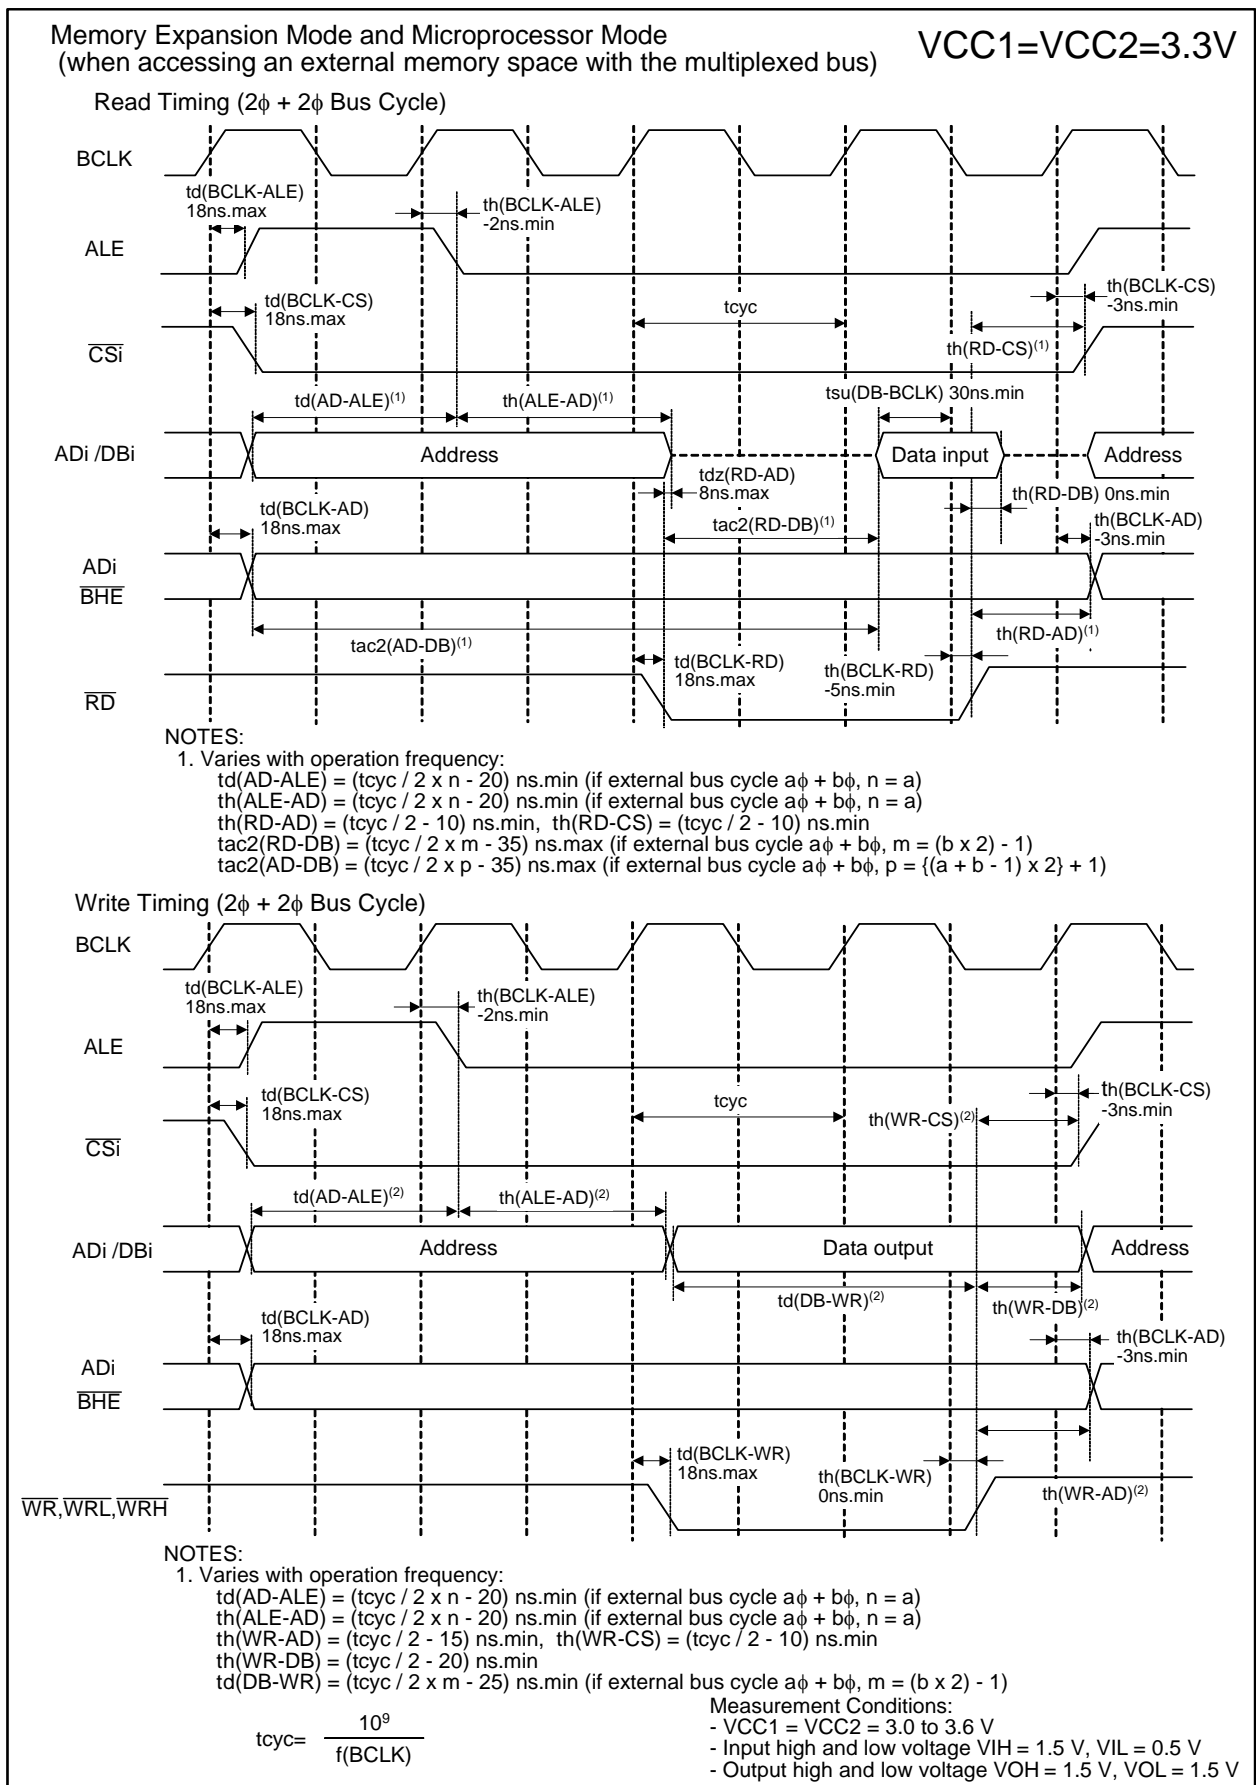 Memory Expansion Mode and Microprocessor Mode
(when accessing an external memory space with the multiplexed bus)
VCC1=VCC2=3.3V
Read Timing (2ϕ + 2ϕ Bus Cycle)
BCLK
td(BCLK-ALE)
18ns.max
th(BCLK-ALE)
-2ns.min
ALE
td(BCLK-CS)
18ns.max
tcyc
th(BCLK-CS)
-3ns.min
CSi
th(RD-CS)(1)
td(AD-ALE)(1)
th(ALE-AD)(1)
tsu(DB-BCLK) 30ns.min
ADi /DBi
Address
Data input
Address
tdz(RD-AD)
8ns.max
th(RD-DB) 0ns.min
td(BCLK-AD)
18ns.max
tac2(RD-DB)(1)
th(BCLK-AD)
-3ns.min
ADi
BHE
tac2(AD-DB)(1)
th(RD-AD)(1)
td(BCLK-RD)
18ns.max
th(BCLK-RD)
-5ns.min
RD
NOTES:
1. Varies with operation frequency:
td(AD-ALE) = (tcyc / 2 x n - 20) ns.min (if external bus cycle aϕ + bϕ, n = a)
th(ALE-AD) = (tcyc / 2 x n - 20) ns.min (if external bus cycle aϕ + bϕ, n = a)
th(RD-AD) = (tcyc / 2 - 10) ns.min, th(RD-CS) = (tcyc / 2 - 10) ns.min
tac2(RD-DB) = (tcyc / 2 x m - 35) ns.max (if external bus cycle aϕ + bϕ, m = (b x 2) - 1)
tac2(AD-DB) = (tcyc / 2 x p - 35) ns.max (if external bus cycle aϕ + bϕ, p = {(a + b - 1) x 2} + 1)
Write Timing (2ϕ + 2ϕ Bus Cycle)
BCLK
td(BCLK-ALE)
18ns.max
th(BCLK-ALE)
-2ns.min
ALE
td(BCLK-CS)
18ns.max
tcyc
th(WR-CS)(2)
th(BCLK-CS)
-3ns.min
CSi
td(AD-ALE)(2)
th(ALE-AD)(2)
ADi /DBi
Address
Data output
Address
td(DB-WR)(2)
th(WR-DB)(2)
td(BCLK-AD)
18ns.max
th(BCLK-AD)
-3ns.min
ADi
BHE
td(BCLK-WR)
18ns.max
th(BCLK-WR)
0ns.min
th(WR-AD)(2)
WR,WRL,WRH
NOTES:
1. Varies with operation frequency:
td(AD-ALE) = (tcyc / 2 x n - 20) ns.min (if external bus cycle aϕ + bϕ, n = a)
th(ALE-AD) = (tcyc / 2 x n - 20) ns.min (if external bus cycle aϕ + bϕ, n = a)
th(WR-AD) = (tcyc / 2 - 15) ns.min, th(WR-CS) = (tcyc / 2 - 10) ns.min
th(WR-DB) = (tcyc / 2 - 20) ns.min
td(DB-WR) = (tcyc / 2 x m - 25) ns.min (if external bus cycle aϕ + bϕ, m = (b x 2) - 1)
tcyc= 10⁹
f(BCLK)
Measurement Conditions:
- VCC1 = VCC2 = 3.0 to 3.6 V
- Input high and low voltage VIH = 1.5 V, VIL = 0.5 V
- Output high and low voltage VOH = 1.5 V, VOL = 1.5 V